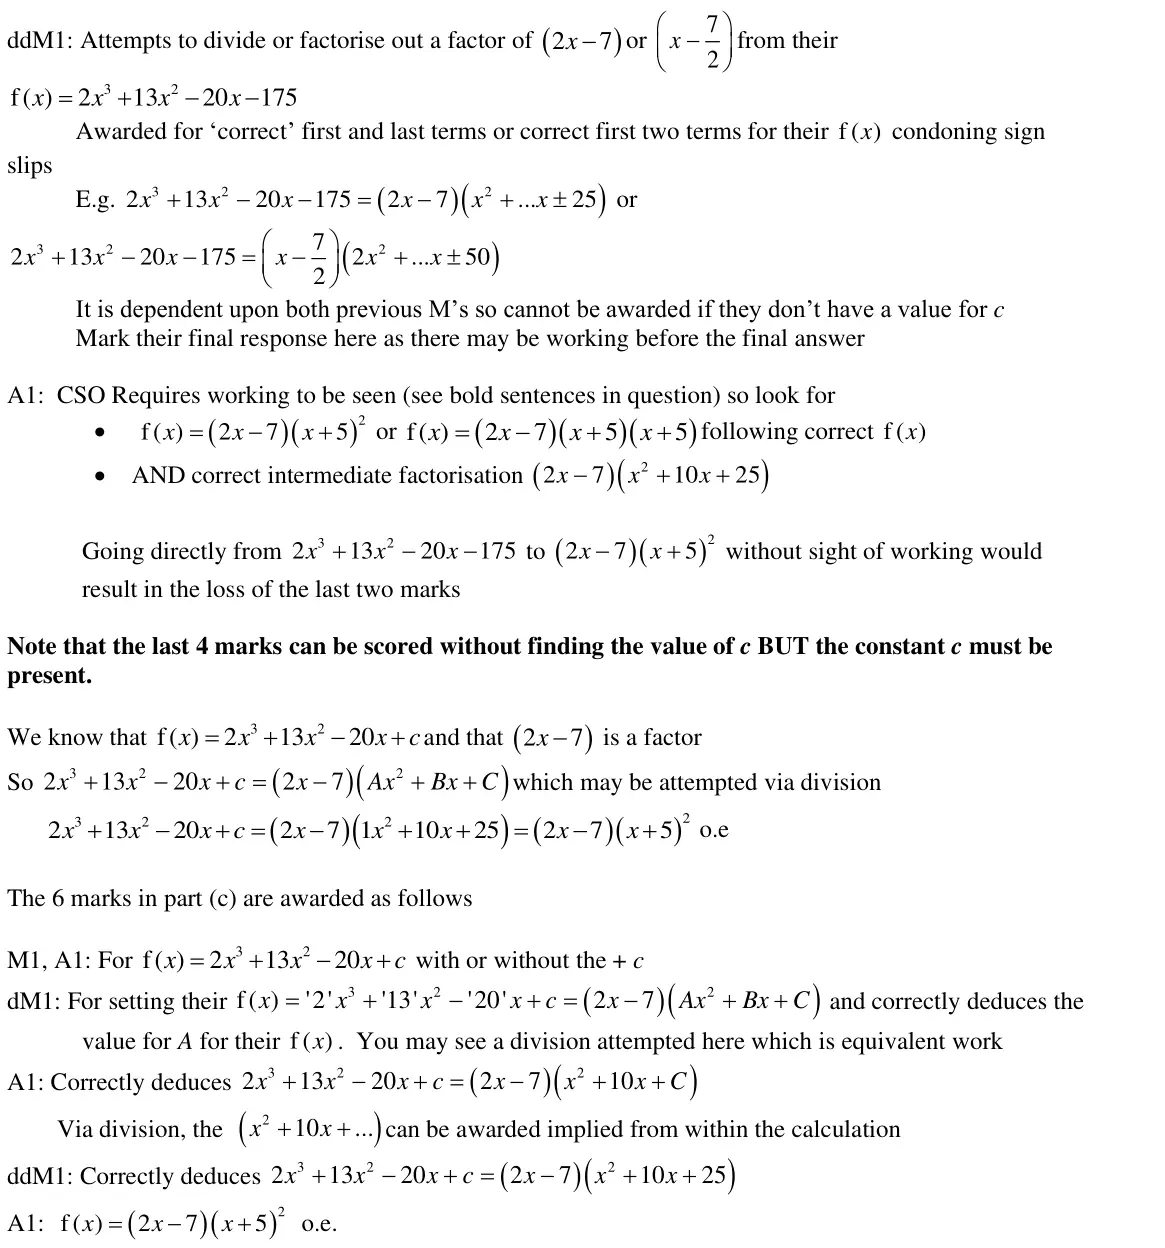 ddM1: Attempts to divide or factorise out a factor of (2x−7) or (x − 7/2) from their
f(x) = 2x³ +13x² −20x−175
Awarded for ‘correct’ first and last terms or correct first two terms for their f(x) condoning sign
slips
E.g. 2x³ +13x² − 20x −175 = (2x−7)(x² +...x ± 25) or
2x³ +13x² − 20x −175 = (x − 7/2)(2x² +...x ± 50)
It is dependent upon both previous M’s so cannot be awarded if they don’t have a value for c
Mark their final response here as there may be working before the final answer
A1: CSO Requires working to be seen (see bold sentences in question) so look for
• f(x) = (2x−7)(x+5)² or f(x) = (2x−7)(x+5)(x+5) following correct f(x)
• AND correct intermediate factorisation (2x−7)(x² +10x+25)
Going directly from 2x³ +13x² −20x−175 to (2x−7)(x+5)² without sight of working would
result in the loss of the last two marks
Note that the last 4 marks can be scored without finding the value of c BUT the constant c must be
present.
We know that f(x) = 2x³ +13x² −20x+c and that (2x−7) is a factor
So 2x³ +13x² − 20x + c = (2x−7)(Ax² + Bx + C) which may be attempted via division
2x³ +13x² −20x+c = (2x−7)(1x² +10x+25) = (2x−7)(x+5)² o.e
The 6 marks in part (c) are awarded as follows
M1, A1: For f(x) = 2x³ +13x² −20x+c with or without the + c
dM1: For setting their f(x) = '2'x³ +'13'x² −'20'x+c = (2x−7)(Ax² + Bx + C) and correctly deduces the
value for A for their f(x). You may see a division attempted here which is equivalent work
A1: Correctly deduces 2x³ +13x² −20x+c = (2x−7)(x² +10x+C)
Via division, the (x² +10x+...) can be awarded implied from within the calculation
ddM1: Correctly deduces 2x³ +13x² −20x+c = (2x−7)(x² +10x+25)
A1: f(x) = (2x−7)(x+5)² o.e.